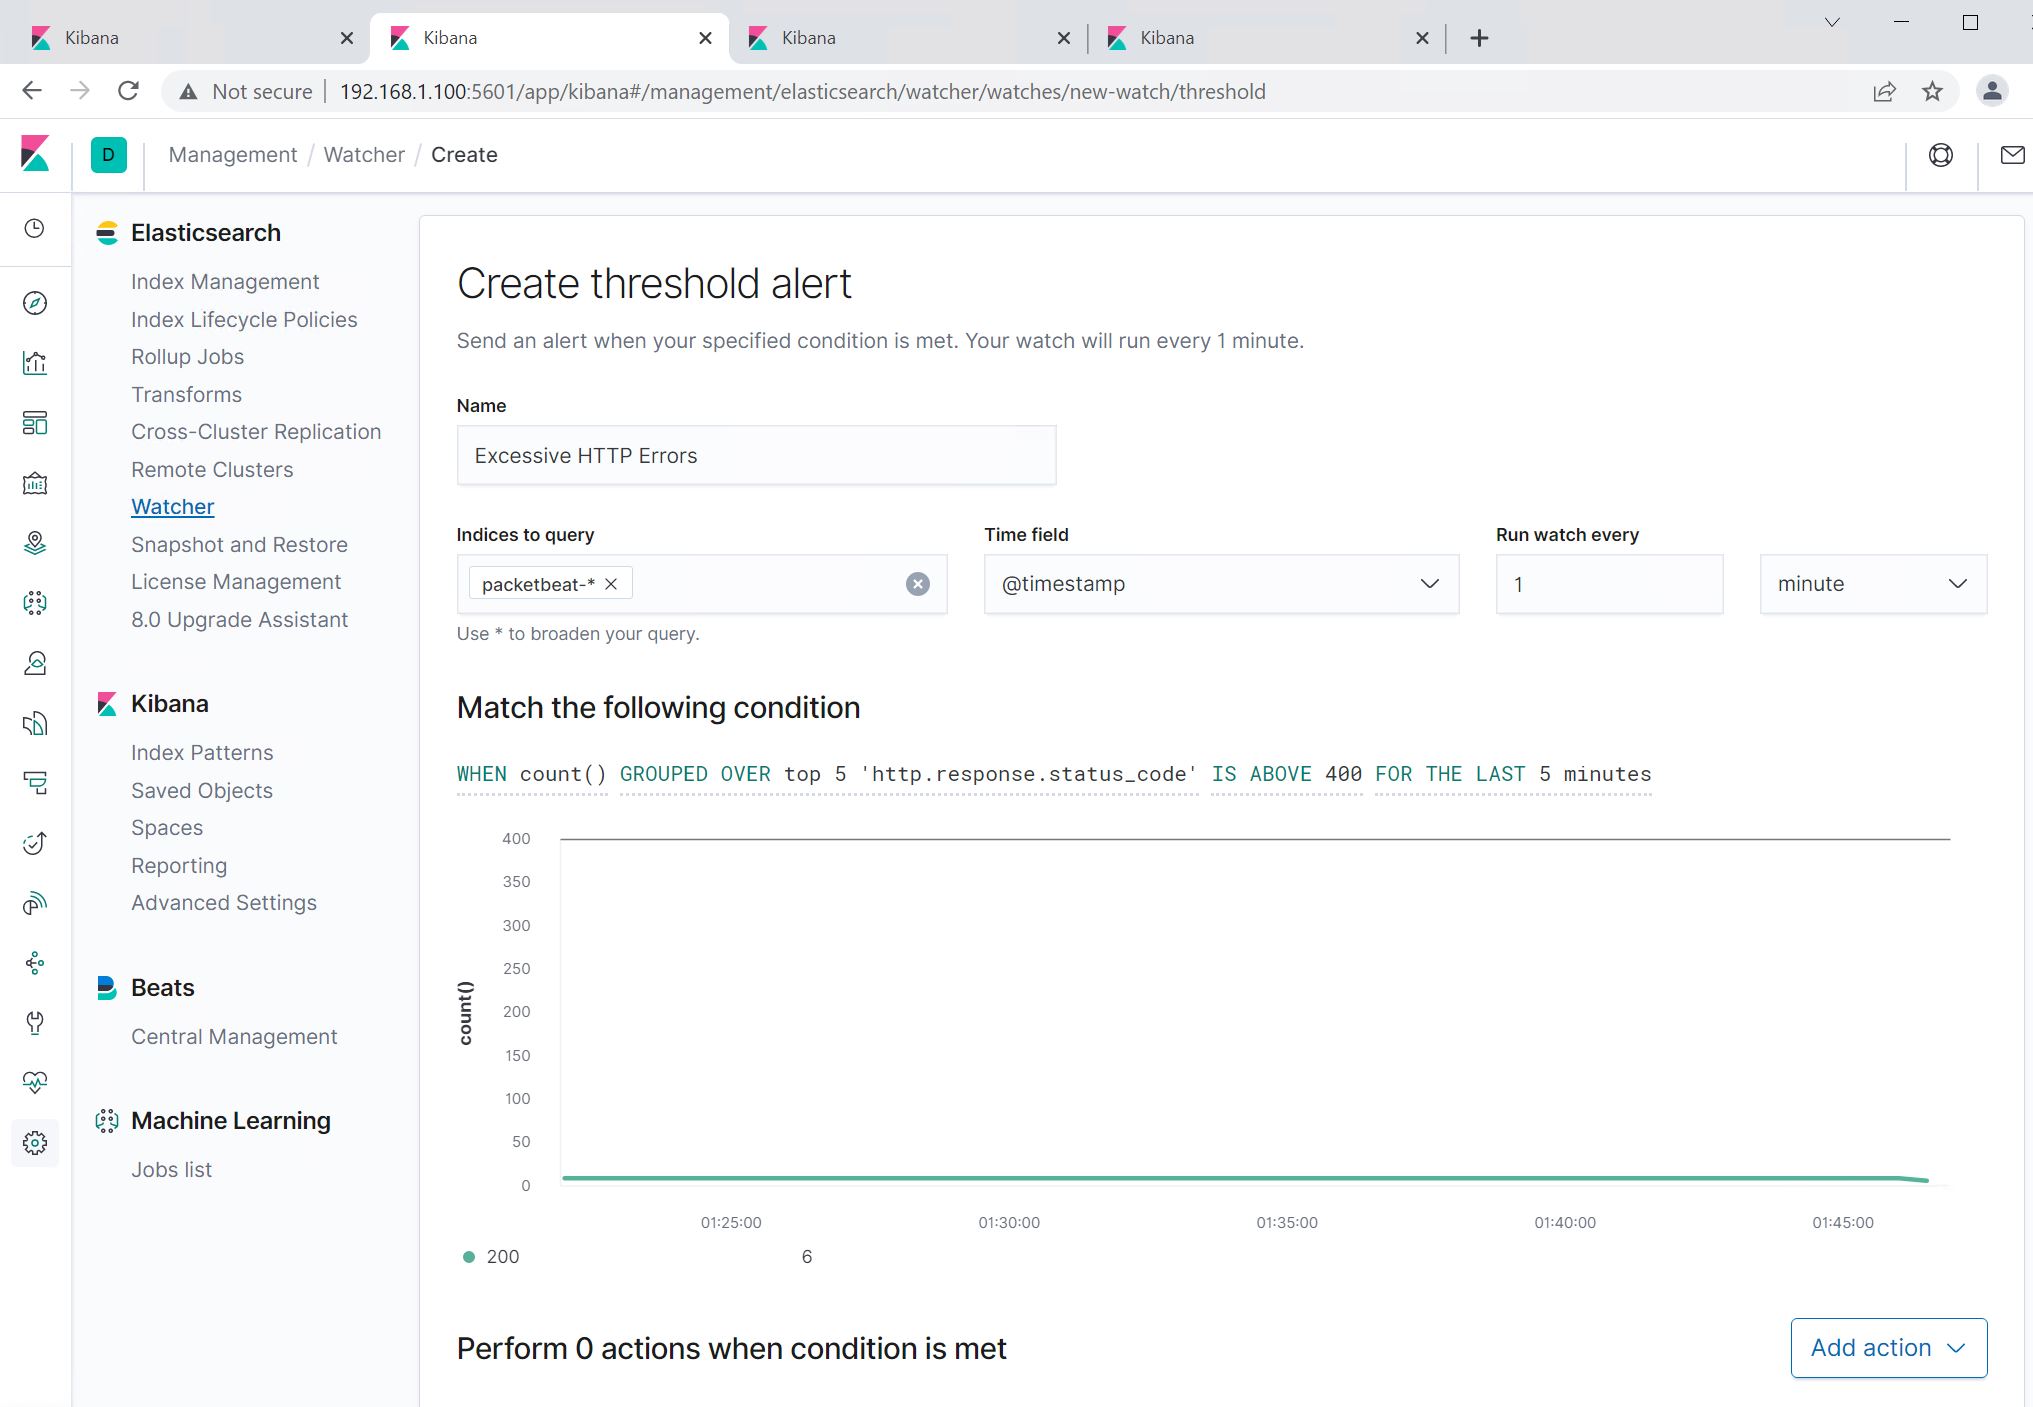 Kibana
Kibana
Kibana
Kibana
Not secure
192.168.1.100:5601/app/kibana#/management/elasticsearch/watcher/watches/new-watch/threshold
D
Management / Watcher / Create
Elasticsearch
Index Management
Index Lifecycle Policies
Rollup Jobs
Transforms
Cross-Cluster Replication
Remote Clusters
Watcher
Snapshot and Restore
License Management
8.0 Upgrade Assistant
Kibana
Index Patterns
Saved Objects
Spaces
Reporting
Advanced Settings
Beats
Central Management
Machine Learning
Jobs list
Create threshold alert
Send an alert when your specified condition is met. Your watch will run every 1 minute.
Name
Excessive HTTP Errors
Indices to query
packetbeat-*
Use * to broaden your query.
Time field
@timestamp
Run watch every
1
minute
Match the following condition
WHEN count() GROUPED OVER top 5 'http.response.status_code' IS ABOVE 400 FOR THE LAST 5 minutes
count()
400
350
300
250
200
150
100
50
0
01:25:00
01:30:00
01:35:00
01:40:00
01:45:00
200 6
Perform 0 actions when condition is met
Add action